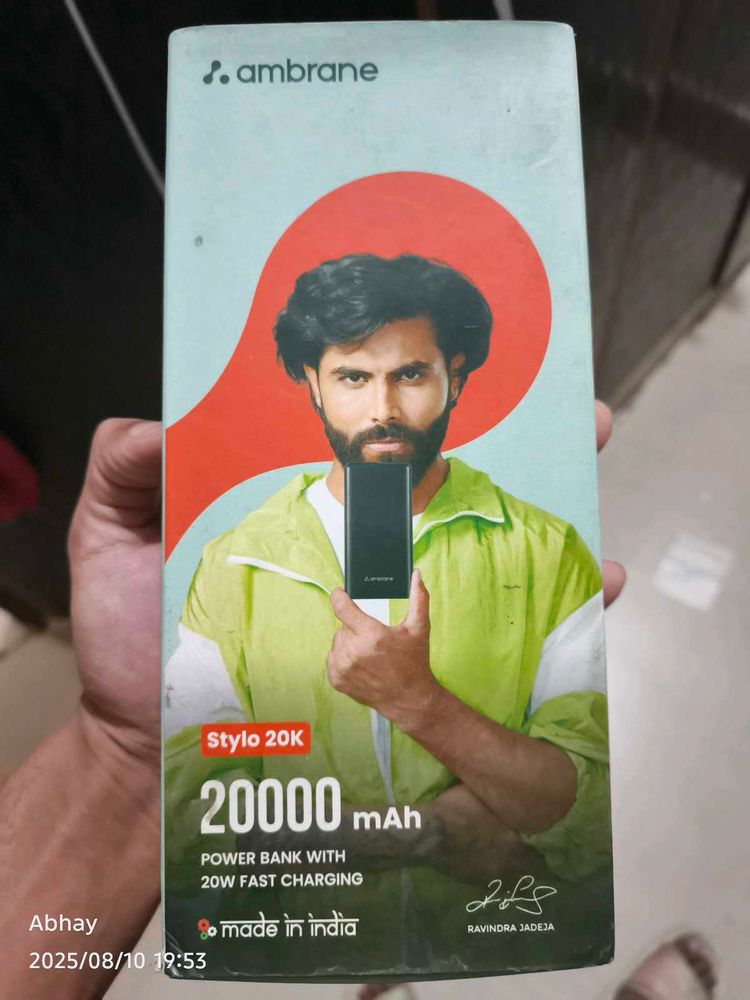 ambrane
ambrane
Stylo 20K
20000 mAh
POWER BANK WITH
20W FAST CHARGING
made in india
RAVINDRA JADEJA
Abhay
2025/08/10 19:53